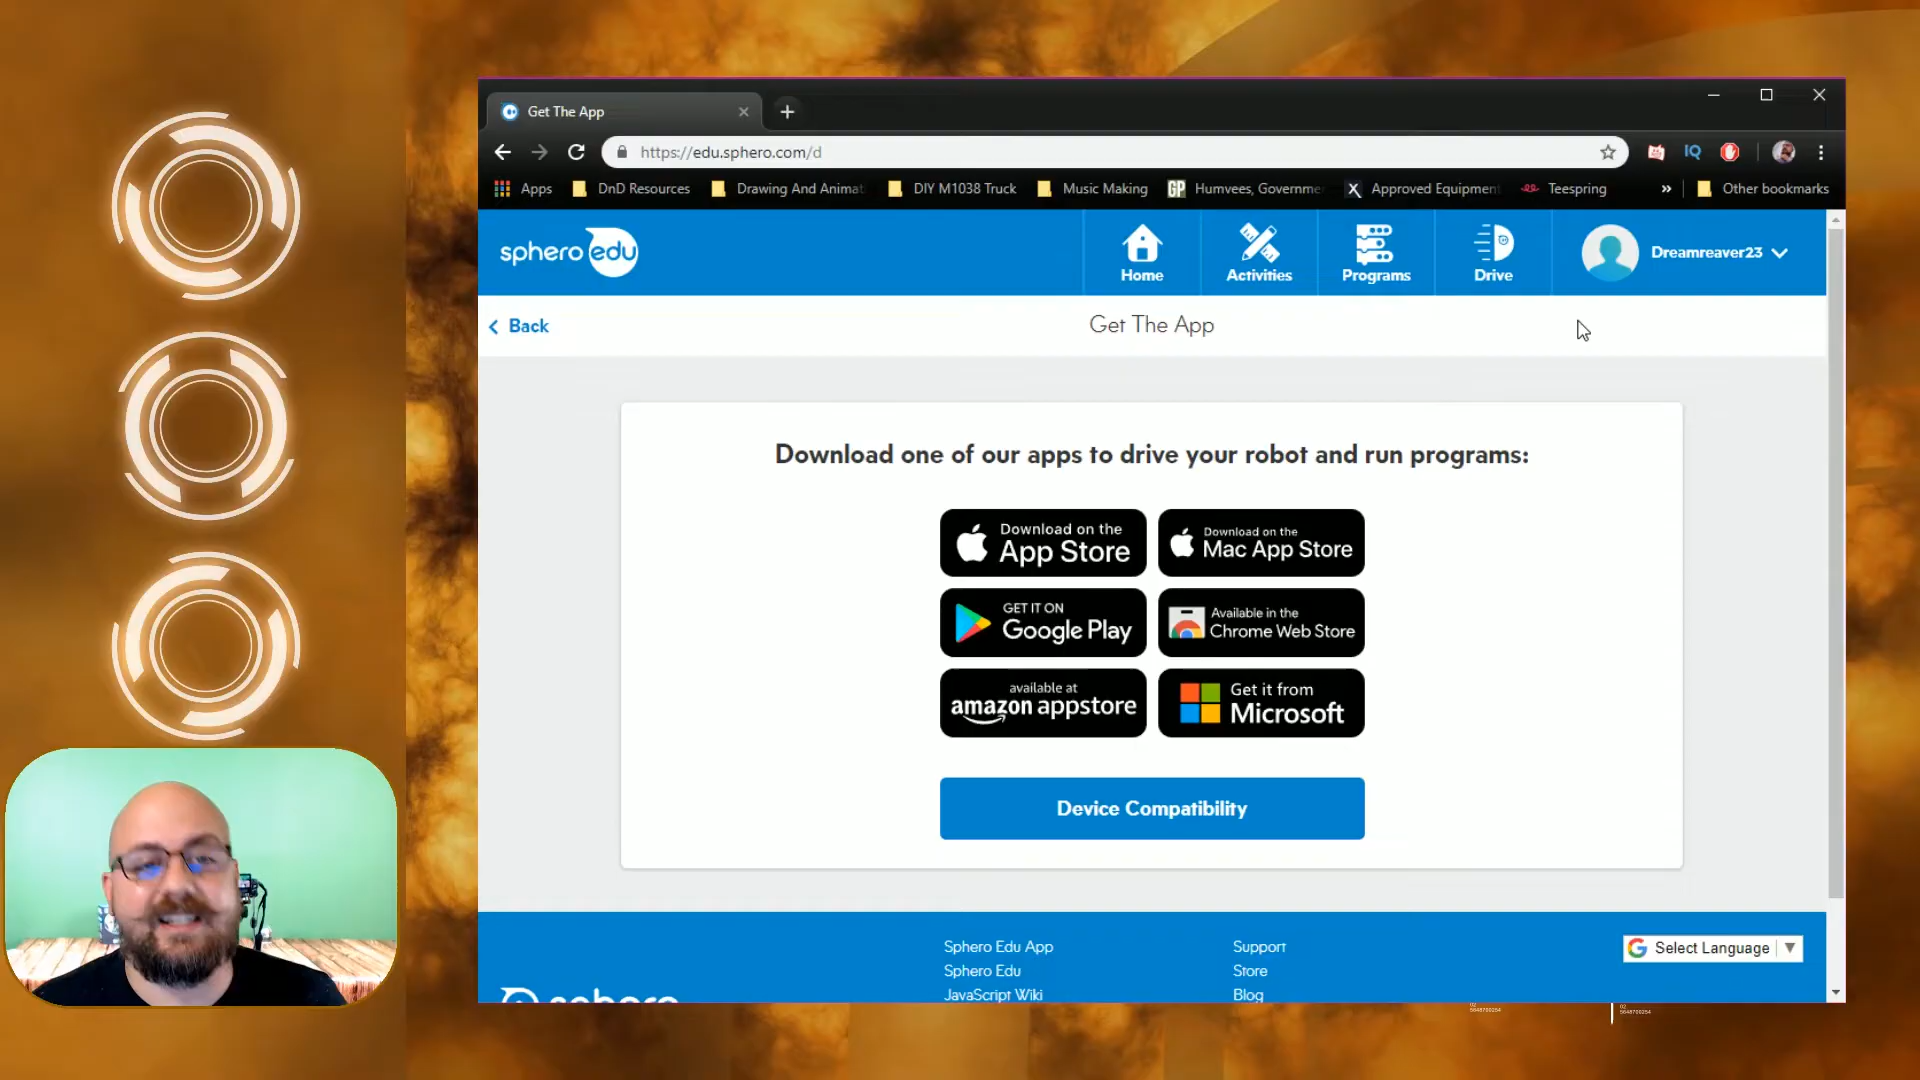 Get The App
https://edu.sphero.com/d
IQ
Apps
DnD Resources
Drawing And Animat
DIY M1038 Truck
Music Making
GP
Humvees, Governme
X
Approved Equipment
Teespring
»
Other bookmarks
sphero edu
Home
Activities
Programs
Drive
Dreamreaver23
Back
Get The App
Download one of our apps to drive your robot and run programs:
Download on the
App Store
Download on the
Mac App Store
GET IT ON
Google Play
Available in the
Chrome Web Store
available at
amazon appstore
Get it from
Microsoft
Device Compatibility
Sphero Edu App
Sphero Edu
JavaScript Wiki
Support
Store
Blog
Select Language
sphero